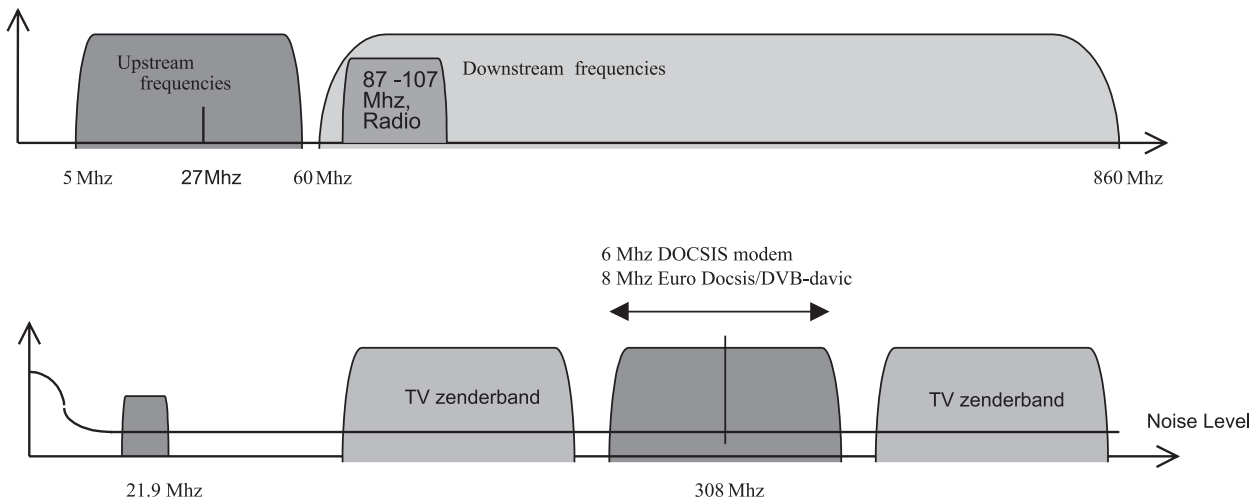 Upstream
frequencies
87 -107
Mhz,
Radio
Downstream frequencies
5 Mhz
27Mhz
60 Mhz
860 Mhz
6 Mhz DOCSIS modem
8 Mhz Euro Docsis/DVB-davic
TV zenderband
TV zenderband
Noise Level
21.9 Mhz
308 Mhz